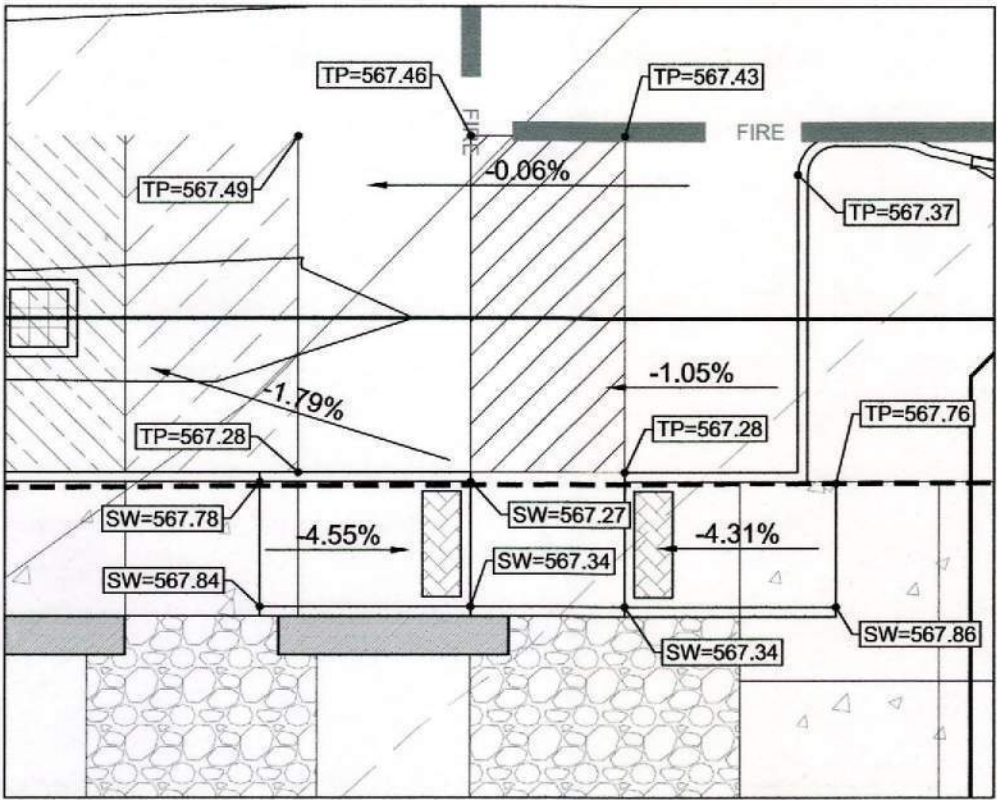 TP=567.46
TP=567.43
FIRE
FIRE
-0.06%
TP=567.49
TP=567.37
-1.05%
-1.79%
TP=567.76
TP=567.28
TP=567.28
SW=567.78
SW=567.27
-4.55%
-4.31%
SW=567.34
SW=567.84
SW=567.34
SW=567.86